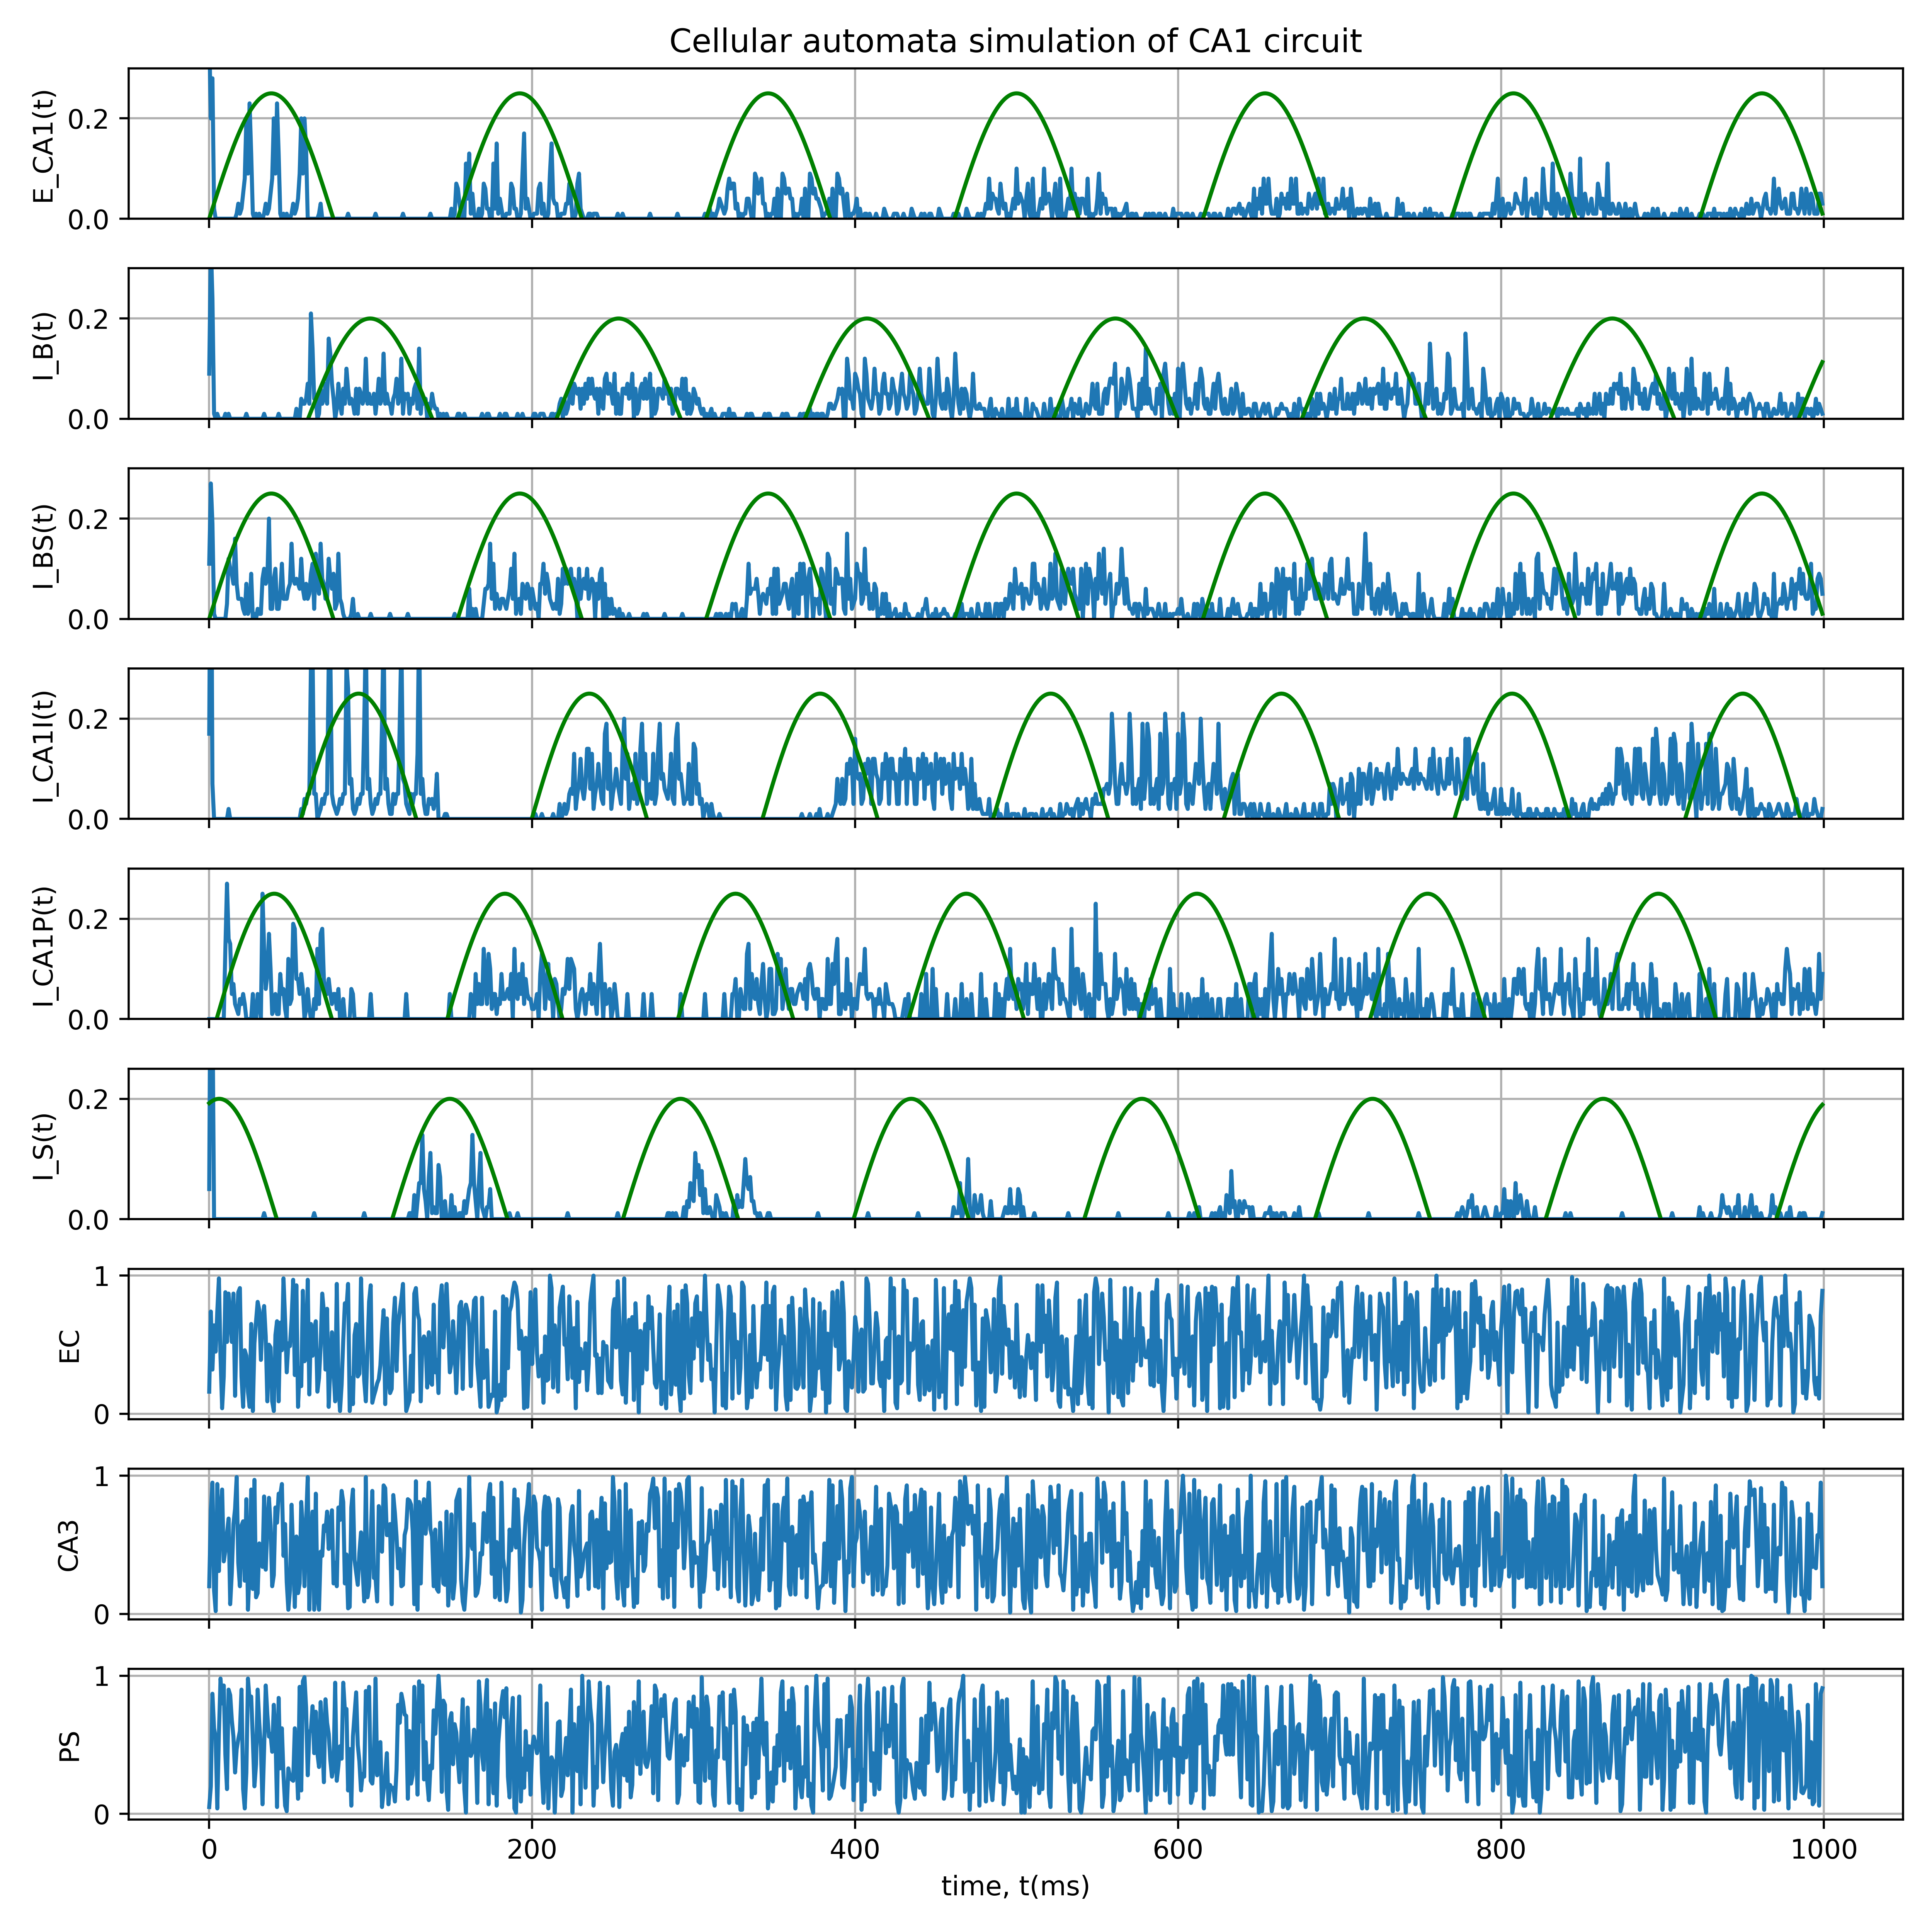 Cellular automata simulation of CA1 circuit
E_CA1(t)
0.2
0.0
I_B(t)
0.2
0.0
I_BS(t)
0.2
0.0
I_CA1I(t)
0.2
0.0
I_CA1P(t)
0.2
0.0
I_S(t)
0.2
0.0
EC
1
0
CA3
1
0
PS
1
0
0 200 400 600 800 1000
time, t(ms)